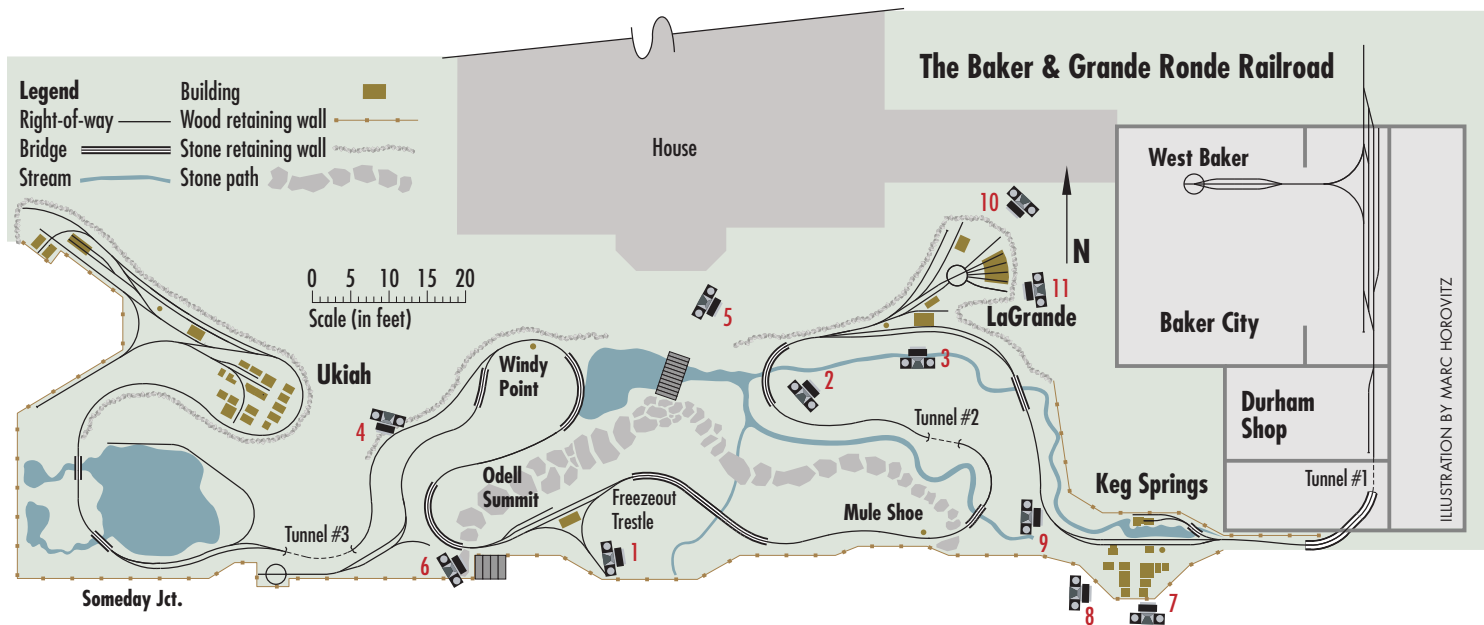 The Baker & Grande Ronde Railroad
Legend
Building
Right-of-way
Wood retaining wall
Bridge
Stone retaining wall
Stream
Stone path
House
West Baker
10
N
0 5 10 15 20
Scale (in feet)
11
5
LaGrande
Baker City
Ukiah
Windy
Point
2
3
4
Tunnel #2
Durham
Shop
Odell
Summit
Freezeout
Trestle
Mule Shoe
Keg Springs
Tunnel #1
Tunnel #3
9
6
1
8
7
Someday Jct.
ILLUSTRATION BY MARC HOROVITZ